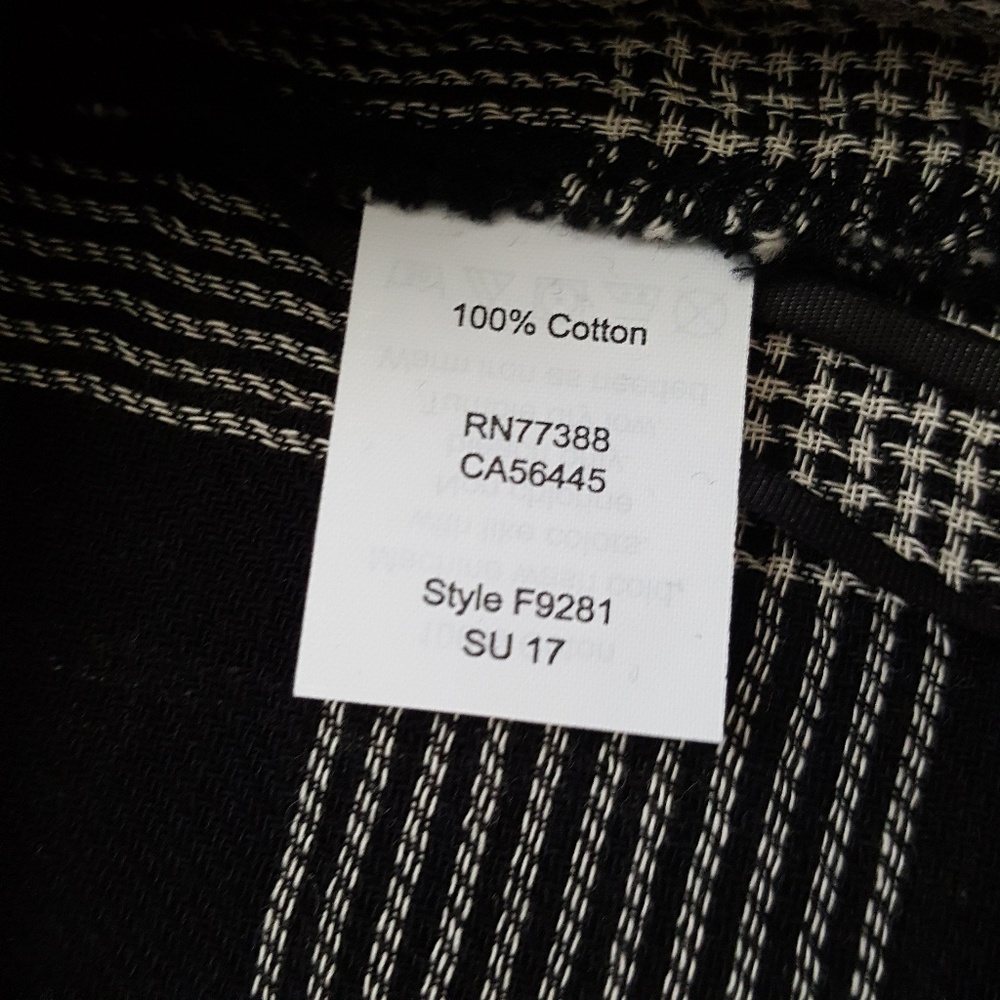 100% Cotton
RN77388
CA56445
Style F9281
SU 17